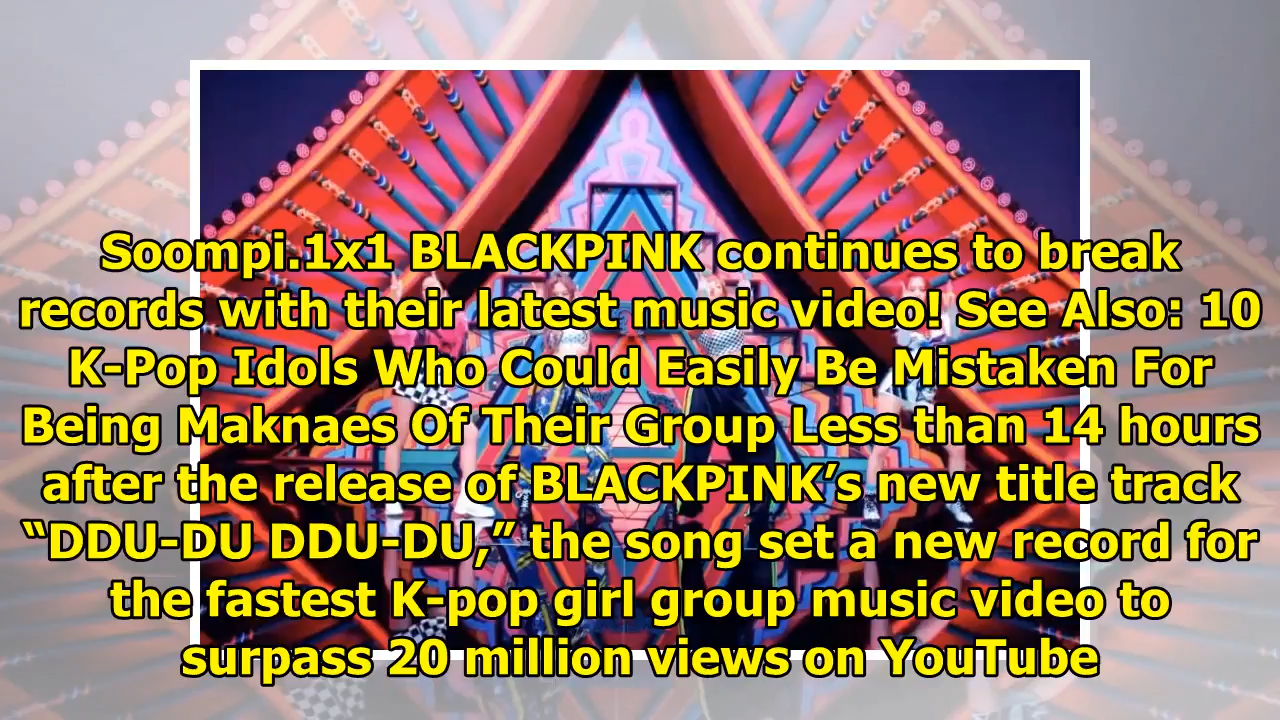 Soompi.1x1 BLACKPINK continues to break
records with their latest music video! See Also: 10
K-Pop Idols Who Could Easily Be Mistaken For
Being Maknaes Of Their Group Less than 14 hours
after the release of BLACKPINK’s new title track
“DDU-DU DDU-DU,” the song set a new record for
the fastest K-pop girl group music video to
surpass 20 million views on YouTube